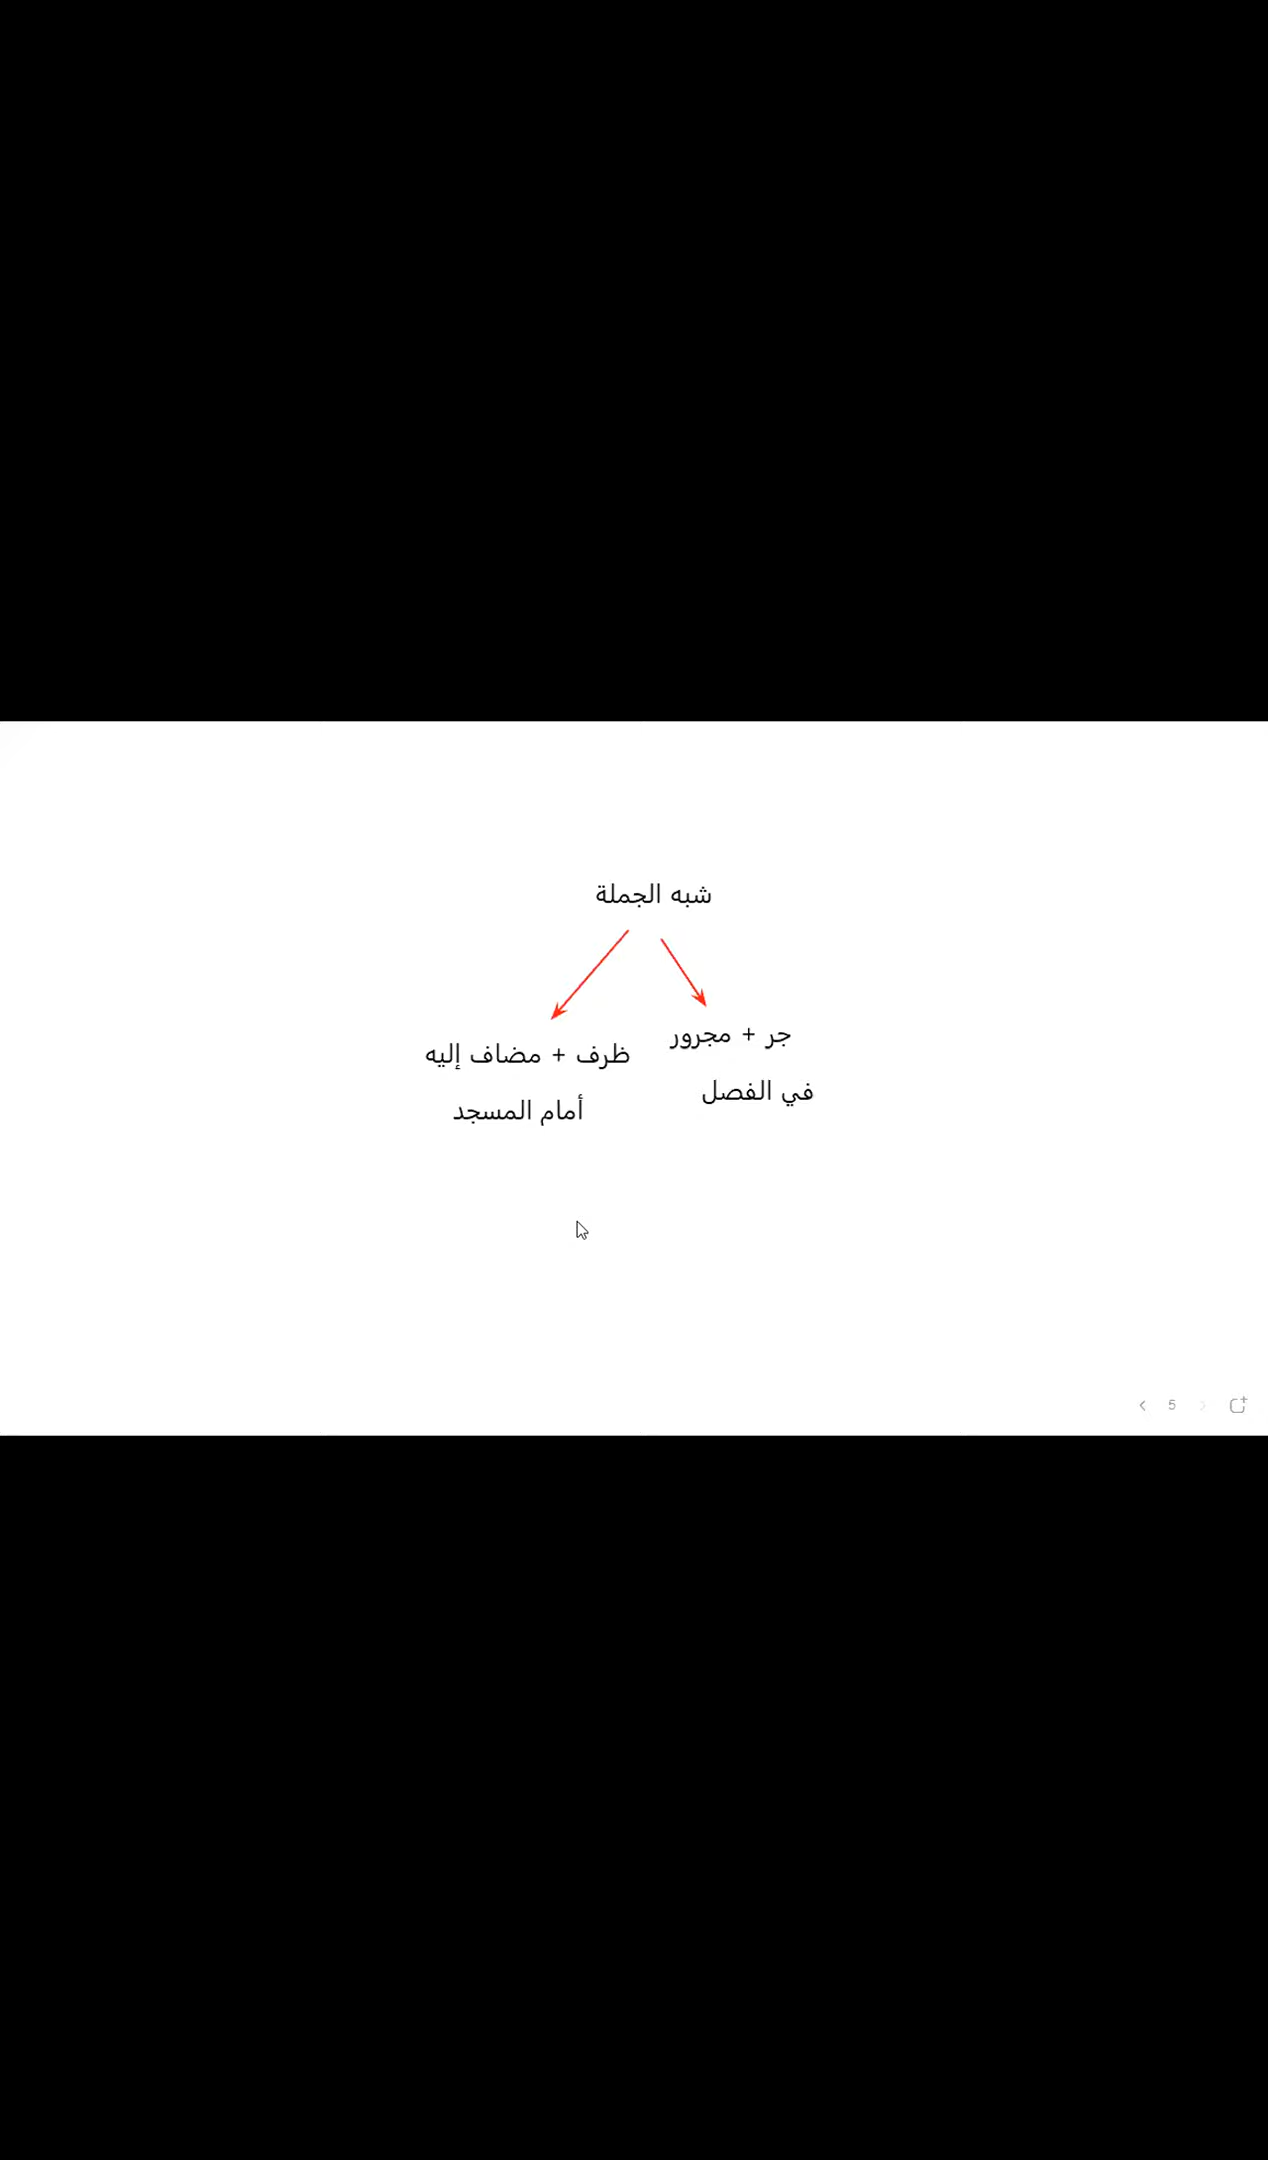 شبه الجملة
جر + مجرور
ظرف + مضاف إليه
في الفصل
أمام المسجد
5